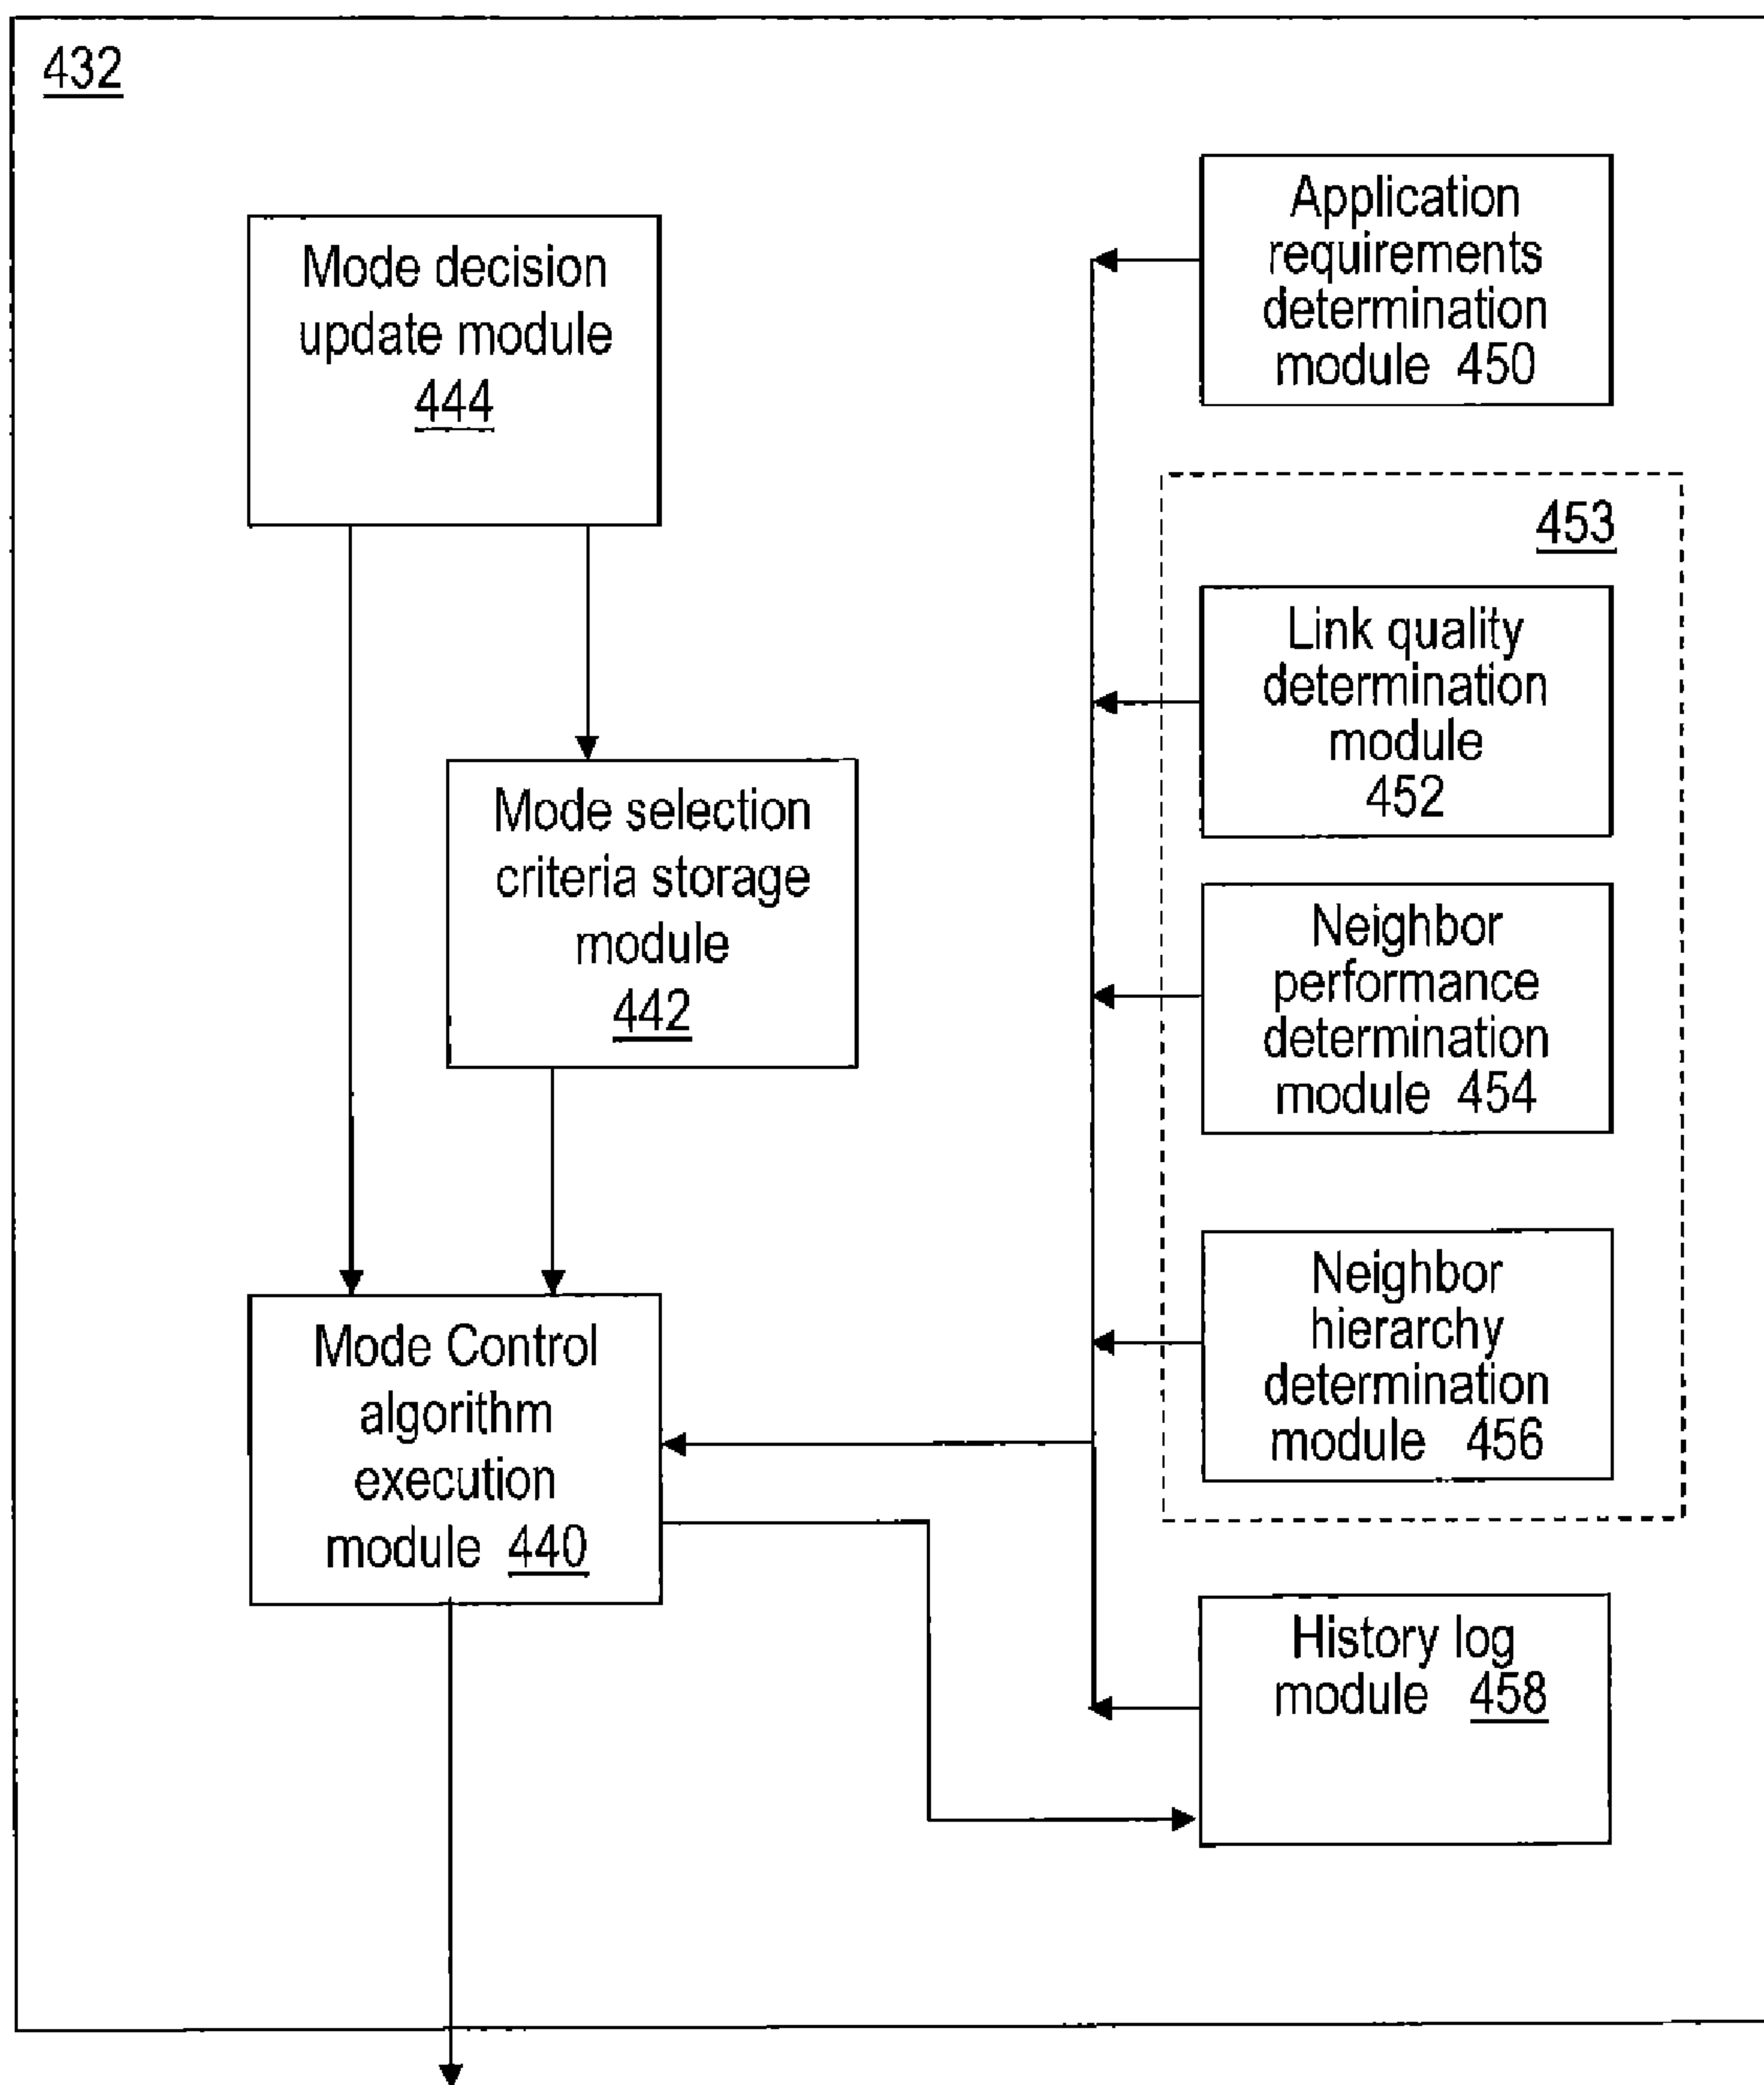 432
Mode decision
update module
444
Mode selection
criteria storage
module
442
Mode Control
algorithm
execution
module 440
Application
requirements
determination
module 450
453
Link quality
determination
module
452
Neighbor
performance
determination
module 454
Neighbor
hierarchy
determination
module 456
History log
module 458